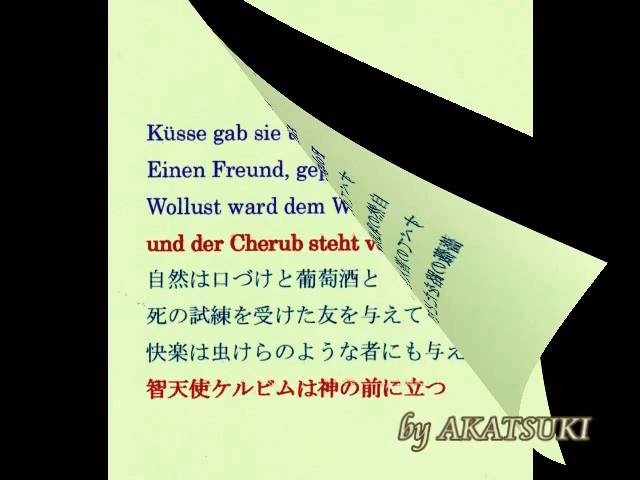 Küsse gab sie
Einen Freund,
Wollust ward dem
und der Cherub steht
自然は口づけと葡萄酒と
死の試練を受けた友を与えて
快楽は虫けらのような者にも与え
智天使ケルビムは神の前に立つ
by AKATSUKI